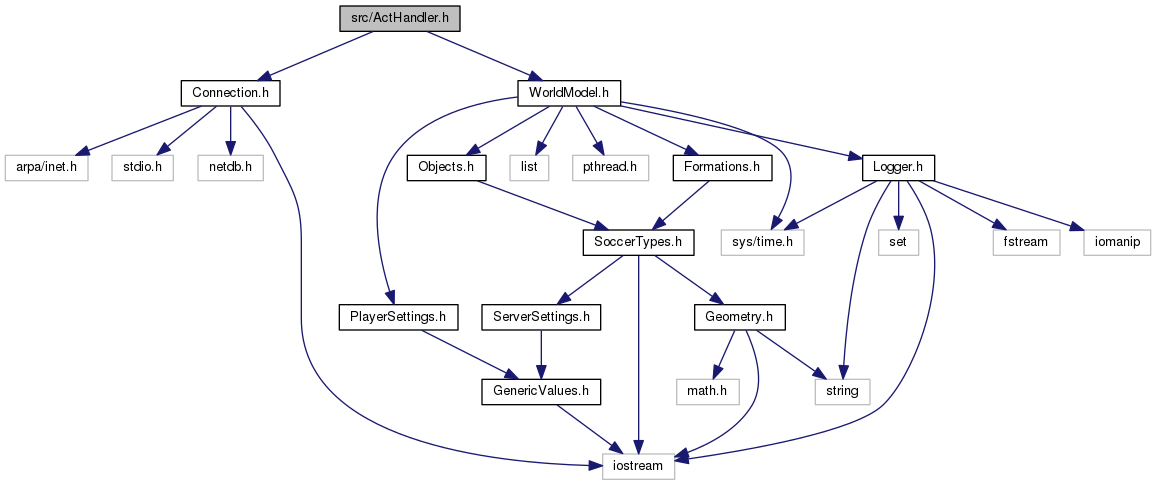 src/ActHandler.h
Connection.h
WorldModel.h
arpa/inet.h
stdio.h
netdb.h
Objects.h
list
pthread.h
Formations.h
Logger.h
SoccerTypes.h
sys/time.h
set
fstream
iomanip
PlayerSettings.h
ServerSettings.h
Geometry.h
GenericValues.h
math.h
string
iostream